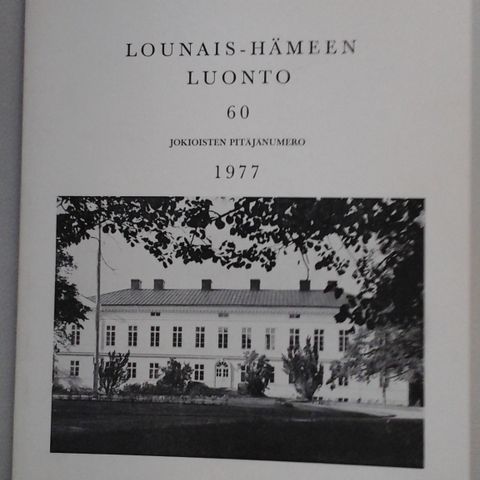 LOUNAIS-HÄMEEN
LUONTO
60
JOKIOISTEN PITÄJÄNUMERO
1977